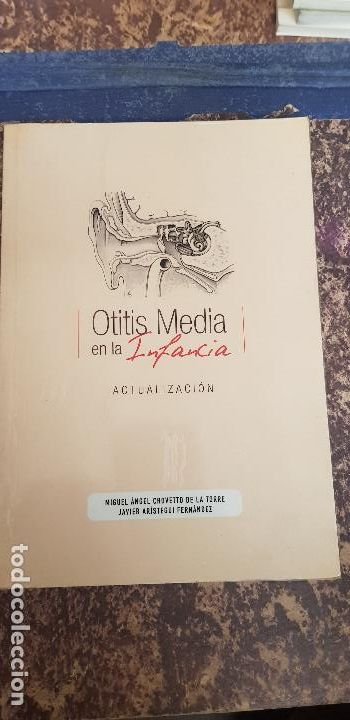 Otitis Media
en la Infancia
ACTUALIZACIÓN
MIGUEL ÁNGEL CHOVETTO DE LA TORRE
JAVIER ARÍSTEGUI FERNÁNDEZ
todocoleccion